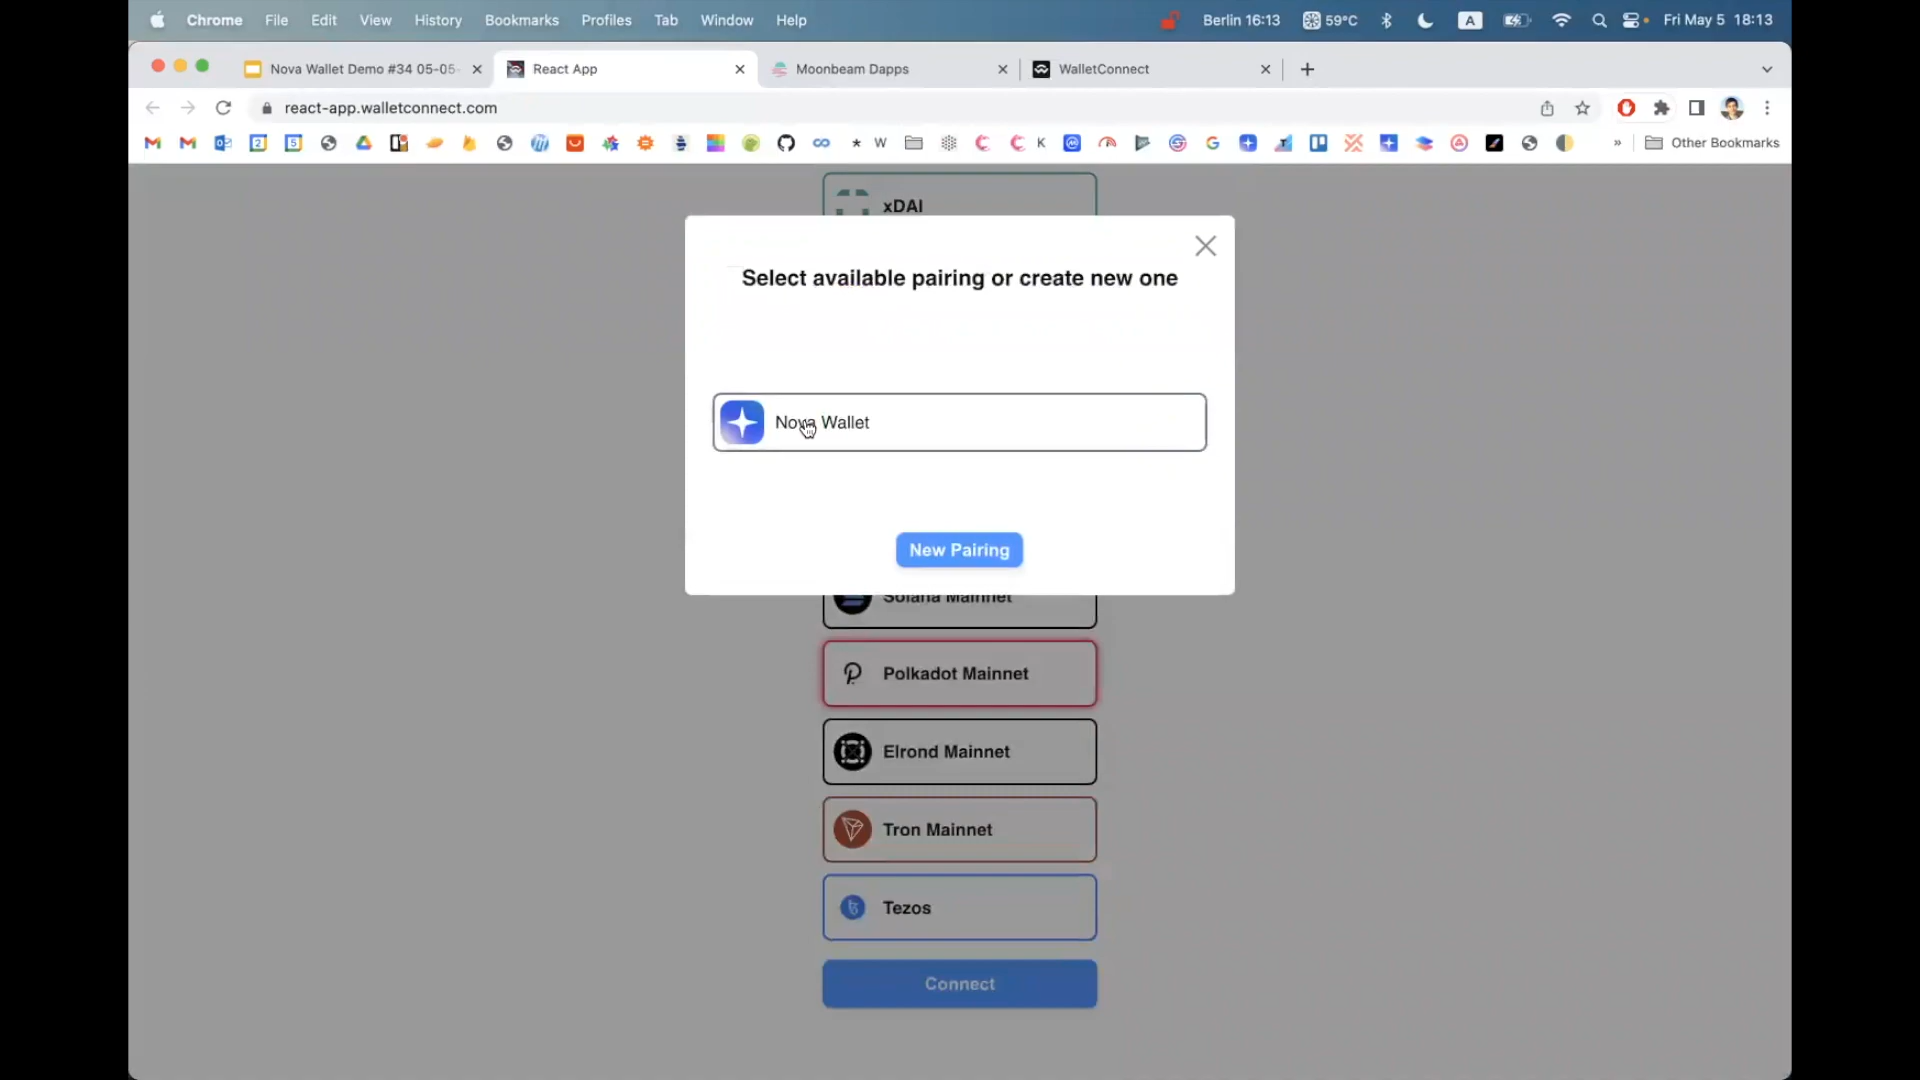 Chrome File Edit View History Bookmarks Profiles Tab Window Help Berlin 16:13 59°C A Fri May 5 18:13
Nova Wallet Demo #34 05-05- React App Moonbeam Dapps WalletConnect
react-app.walletconnect.com
W K Other Bookmarks
xDAI
Select available pairing or create new one
Nova Wallet
New Pairing
Solana Mainnet
Polkadot Mainnet
Elrond Mainnet
Tron Mainnet
Tezos
Connect